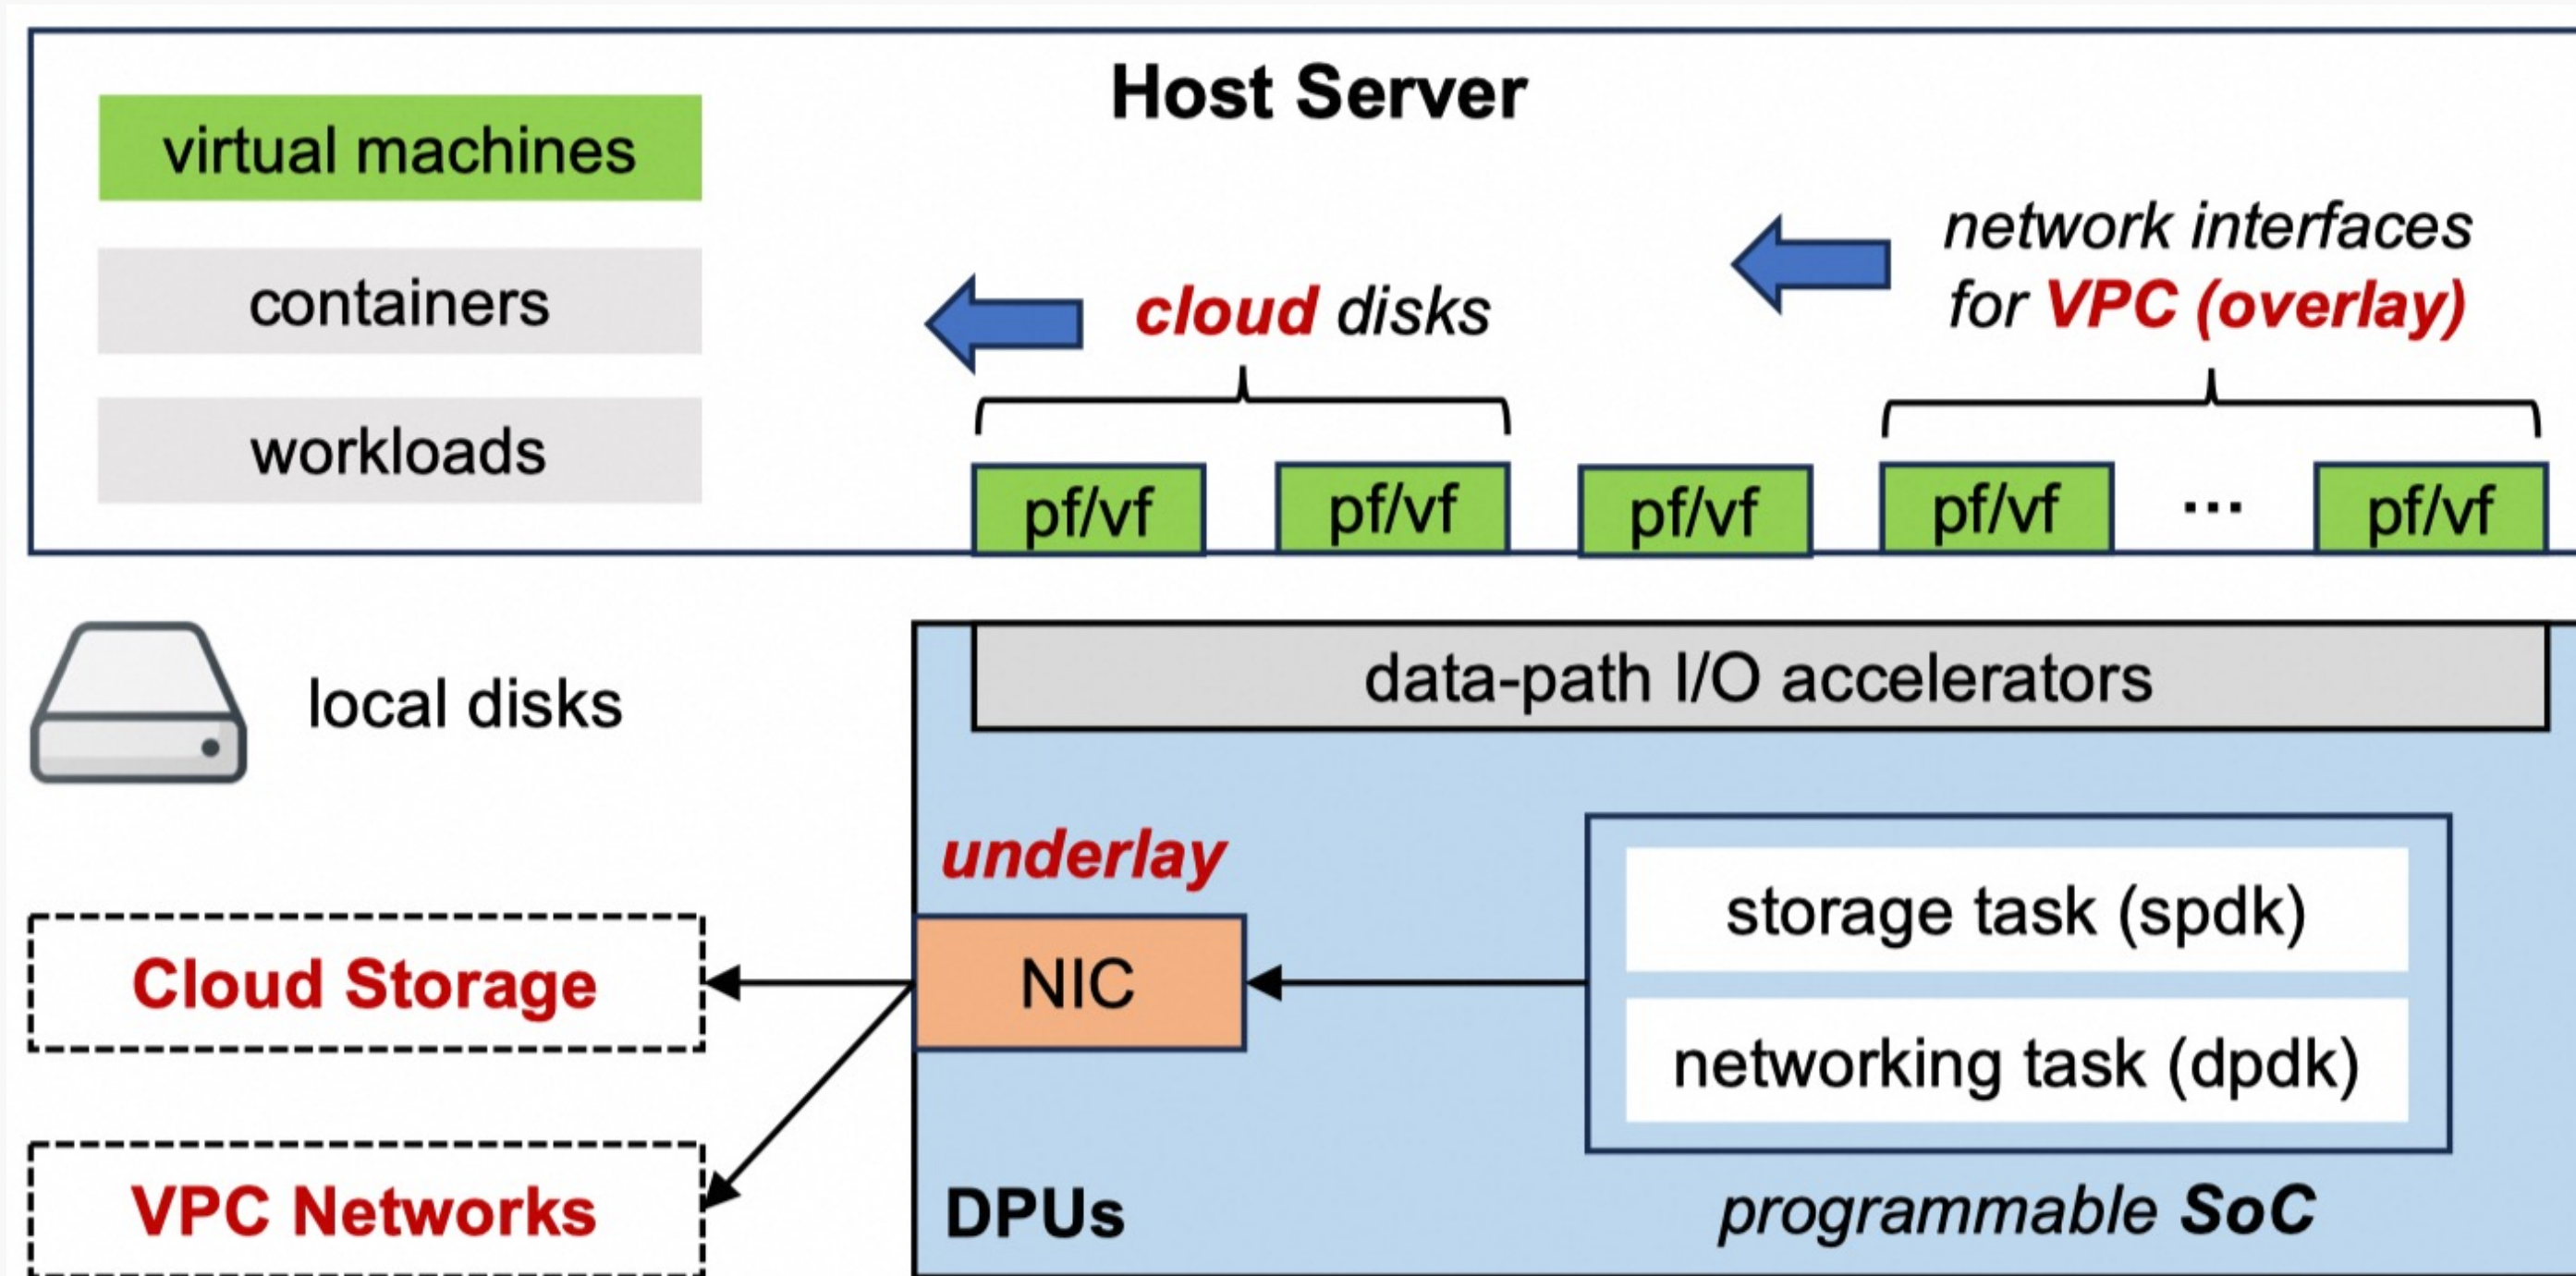 Host Server
virtual machines
containers
workloads
cloud disks
network interfaces
for VPC (overlay)
pf/vf
pf/vf
pf/vf
pf/vf
...
pf/vf
local disks
data-path I/O accelerators
underlay
NIC
storage task (spdk)
networking task (dpdk)
programmable SoC
DPUs
Cloud Storage
VPC Networks